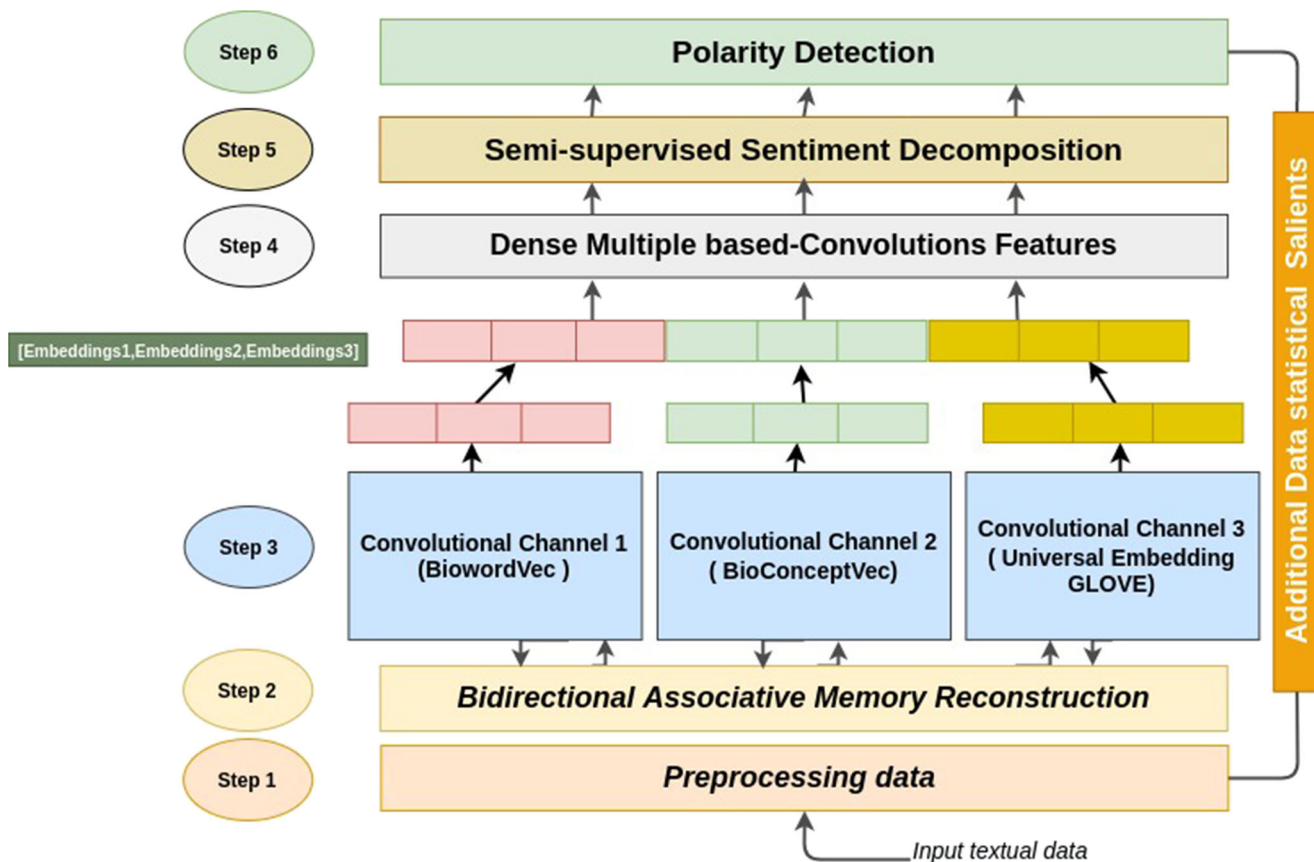 Step 6
Polarity Detection
Step 5
Semi-supervised Sentiment Decomposition
Step 4
Dense Multiple based-Convolutions Features
[Embeddings1,Embeddings2,Embeddings3]
Step 3
Convolutional Channel 1
(BiowordVec )
Convolutional Channel 2
( BioConceptVec)
Convolutional Channel 3
( Universal Embedding
GLOVE)
Step 2
Bidirectional Associative Memory Reconstruction
Step 1
Preprocessing data
Input textual data
Additional Data statistical Salients